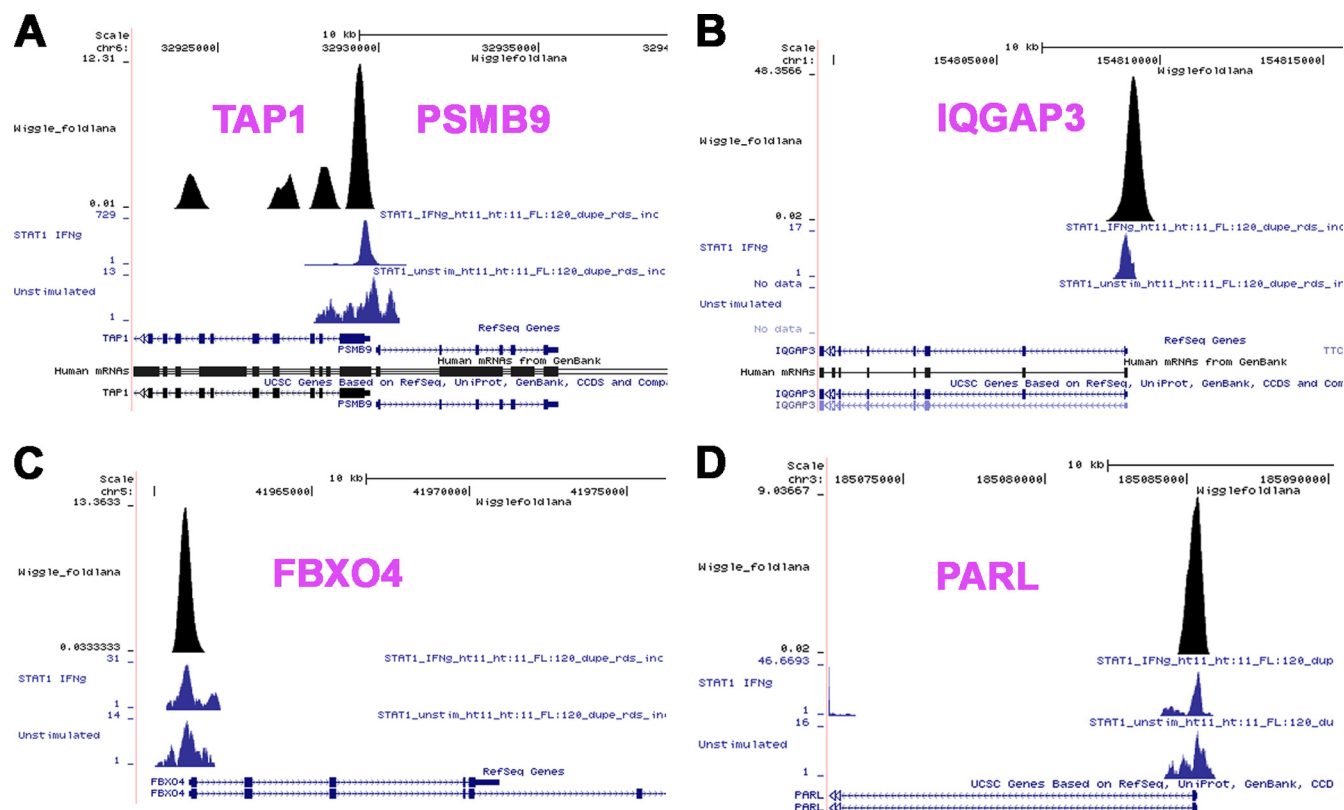 A
Scale
10 kb
chr6:
32925000
32930000
32935000
3294
12.31
Wigglefoldlana
TAP1
PSMB9
Wiggle_foldlana
0.01
STAT1_IFNg_ht11_ht:11_FL:120_dupe_rds_inc
729
STAT1 IFNg
1
STAT1_unstim_ht11_ht:11_FL:120_dupe_rds_inc
13
Unstimulated
1
RefSeq Genes
TAP1
PSMB9
Human mRNAs from GenBank
Human mRNAs
UCSC Genes Based on RefSeq, UniProt, GenBank, CCDS and Compa
TAP1
PSMB9
B
Scale
10 kb
chr1:
154805000
154810000
154815000
48.3566
Wigglefoldlana
IQGAP3
Wiggle_foldlana
0.02
STAT1_IFNg_ht11_ht:11_FL:120_dupe_rds_inc
17
STAT1 IFNg
1
No data
STAT1_unstim_ht11_ht:11_FL:120_dupe_rds_in
Unstimulated
No data
RefSeq Genes
IQGAP3
TTC
Human mRNAs from GenBank
Human mRNAs
UCSC Genes Based on RefSeq, UniProt, GenBank, CCDS and Com
IQGAP3
IQGAP3
C
Scale
10 kb
chr5:
41965000
41970000
41975000
13.3633
Wigglefoldlana
FBXO4
Wiggle_foldlana
0.0333333
STAT1_IFNg_ht11_ht:11_FL:120_dupe_rds_inc
31
STAT1 IFNg
1
STAT1_unstim_ht11_ht:11_FL:120_dupe_rds_in
14
Unstimulated
1
RefSeq Genes
FBXO4
FBXO4
D
Scale
10 kb
chr3:
185075000
185080000
185085000
185090000
9.03667
Wigglefoldlana
PARL
Wiggle_foldlana
0.02
STAT1_IFNg_ht11_ht:11_FL:120_dup
46.6693
STAT1 IFNg
1
STAT1_unstim_ht11_ht:11_FL:120_du
16
Unstimulated
1
UCSC Genes Based on RefSeq, UniProt, GenBank, CCD
PARL
PARL